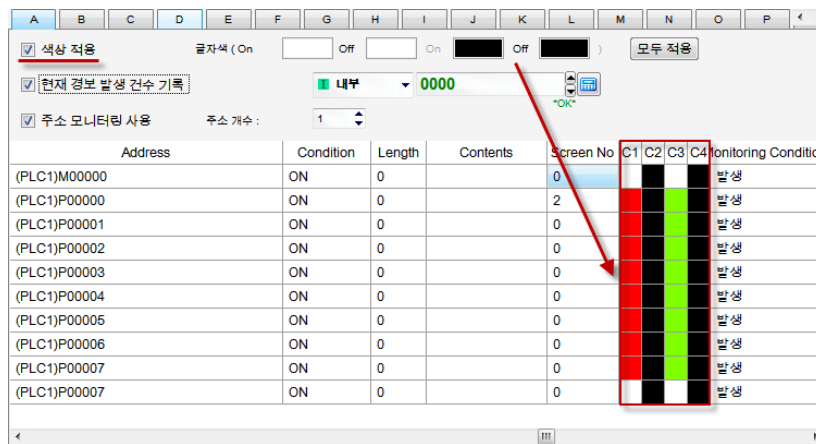 A B C D E F G H I J K L M N O P
색상 적용 글자색 ( On Off On Off ) 모두 적용
현재 경보 발생 건수 기록 I 내부 0000
*OK*
주소 모니터링 사용 주소 개수 : 1
Address Condition Length Contents Screen No C1 C2 C3 C4 Monitoring Conditio
(PLC1)M00000 ON 0 0 발생
(PLC1)P00000 ON 0 2 발생
(PLC1)P00001 ON 0 0 발생
(PLC1)P00002 ON 0 0 발생
(PLC1)P00003 ON 0 0 발생
(PLC1)P00004 ON 0 0 발생
(PLC1)P00005 ON 0 0 발생
(PLC1)P00006 ON 0 0 발생
(PLC1)P00007 ON 0 0 발생
(PLC1)P00007 ON 0 0 발생